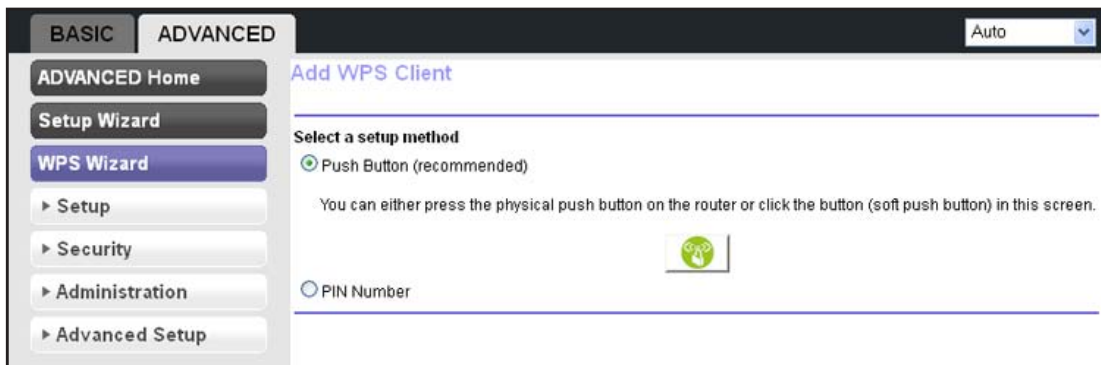 BASIC
ADVANCED
Auto
ADVANCED Home
Setup Wizard
WPS Wizard
Setup
Security
Administration
Advanced Setup
Add WPS Client
Select a setup method
Push Button (recommended)
You can either press the physical push button on the router or click the button (soft push button) in this screen.
PIN Number